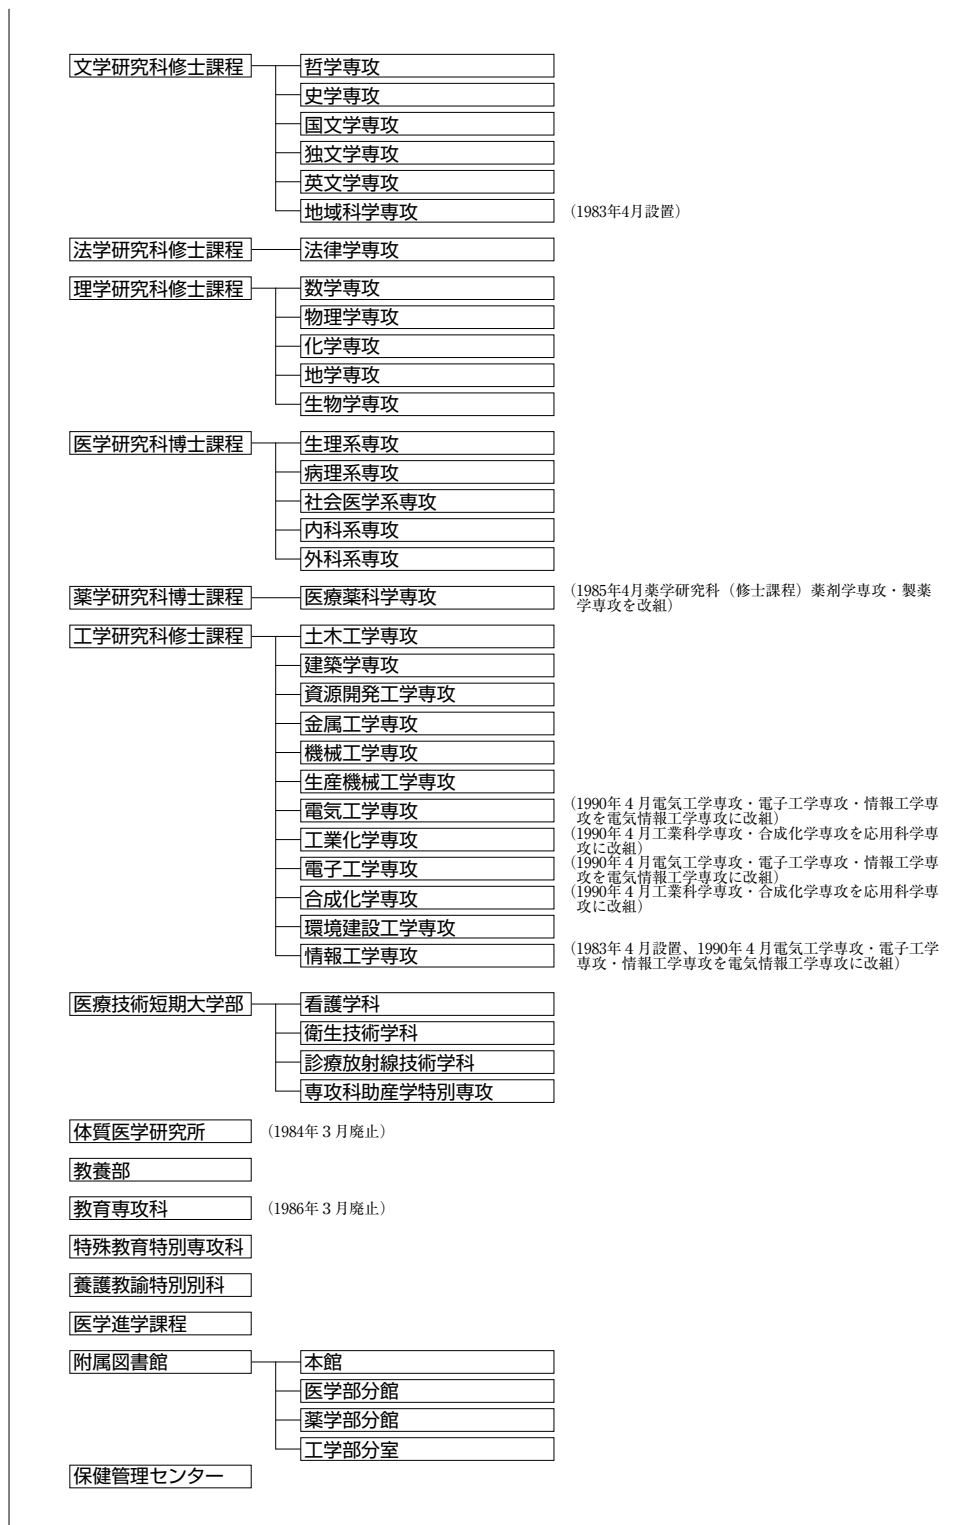 文学研究科修士課程
哲学専攻
史学専攻
国文学専攻
独文学専攻
英文学専攻
地域科学専攻 (1983年4月設置)
法学研究科修士課程
法律学専攻
理学研究科修士課程
数学専攻
物理学専攻
化学専攻
地学専攻
生物学専攻
医学研究科博士課程
生理系専攻
病理系専攻
社会医学系専攻
内科系専攻
外科系専攻
薬学研究科博士課程
医療薬科学専攻
(1985年4月薬学研究科（修士課程）薬剤学専攻・製薬
学専攻を改組)
工学研究科修士課程
土木工学専攻
建築学専攻
資源開発工学専攻
金属工学専攻
機械工学専攻
生産機械工学専攻
電気工学専攻
(1990年４月電気工学専攻・電子工学専攻・情報工学専
攻を電気情報工学専攻に改組)
工業化学専攻
(1990年４月工業科学専攻・合成化学専攻を応用科学専
攻に改組)
電子工学専攻
(1990年４月電気工学専攻・電子工学専攻・情報工学専
攻を電気情報工学専攻に改組)
合成化学専攻
(1990年４月工業科学専攻・合成化学専攻を応用科学専
攻に改組)
環境建設工学専攻
情報工学専攻
(1983年４月設置、1990年４月電気工学専攻・電子工学
専攻・情報工学専攻を電気情報工学専攻に改組)
医療技術短期大学部
看護学科
衛生技術学科
診療放射線技術学科
専攻科助産学特別専攻
体質医学研究所 (1984年３月廃止)
教養部
教育専攻科 (1986年３月廃止)
特殊教育特別専攻科
養護教諭特別別科
医学進学課程
附属図書館
本館
医学部分館
薬学部分館
工学部分室
保健管理センター